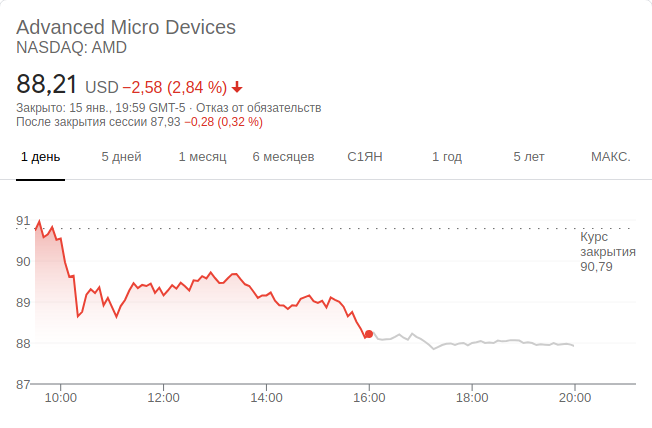 Advanced Micro Devices
NASDAQ: AMD
88,21 USD −2,58 (2,84 %)
Закрыто: 15 янв., 19:59 GMT-5 · Отказ от обязательств
После закрытия сессии 87,93 −0,28 (0,32 %)
1 день 5 дней 1 месяц 6 месяцев С1ЯН 1 год 5 лет МАКС.
91
Курс
закрытия
90,79
90
89
88
87
10:00 12:00 14:00 16:00 18:00 20:00